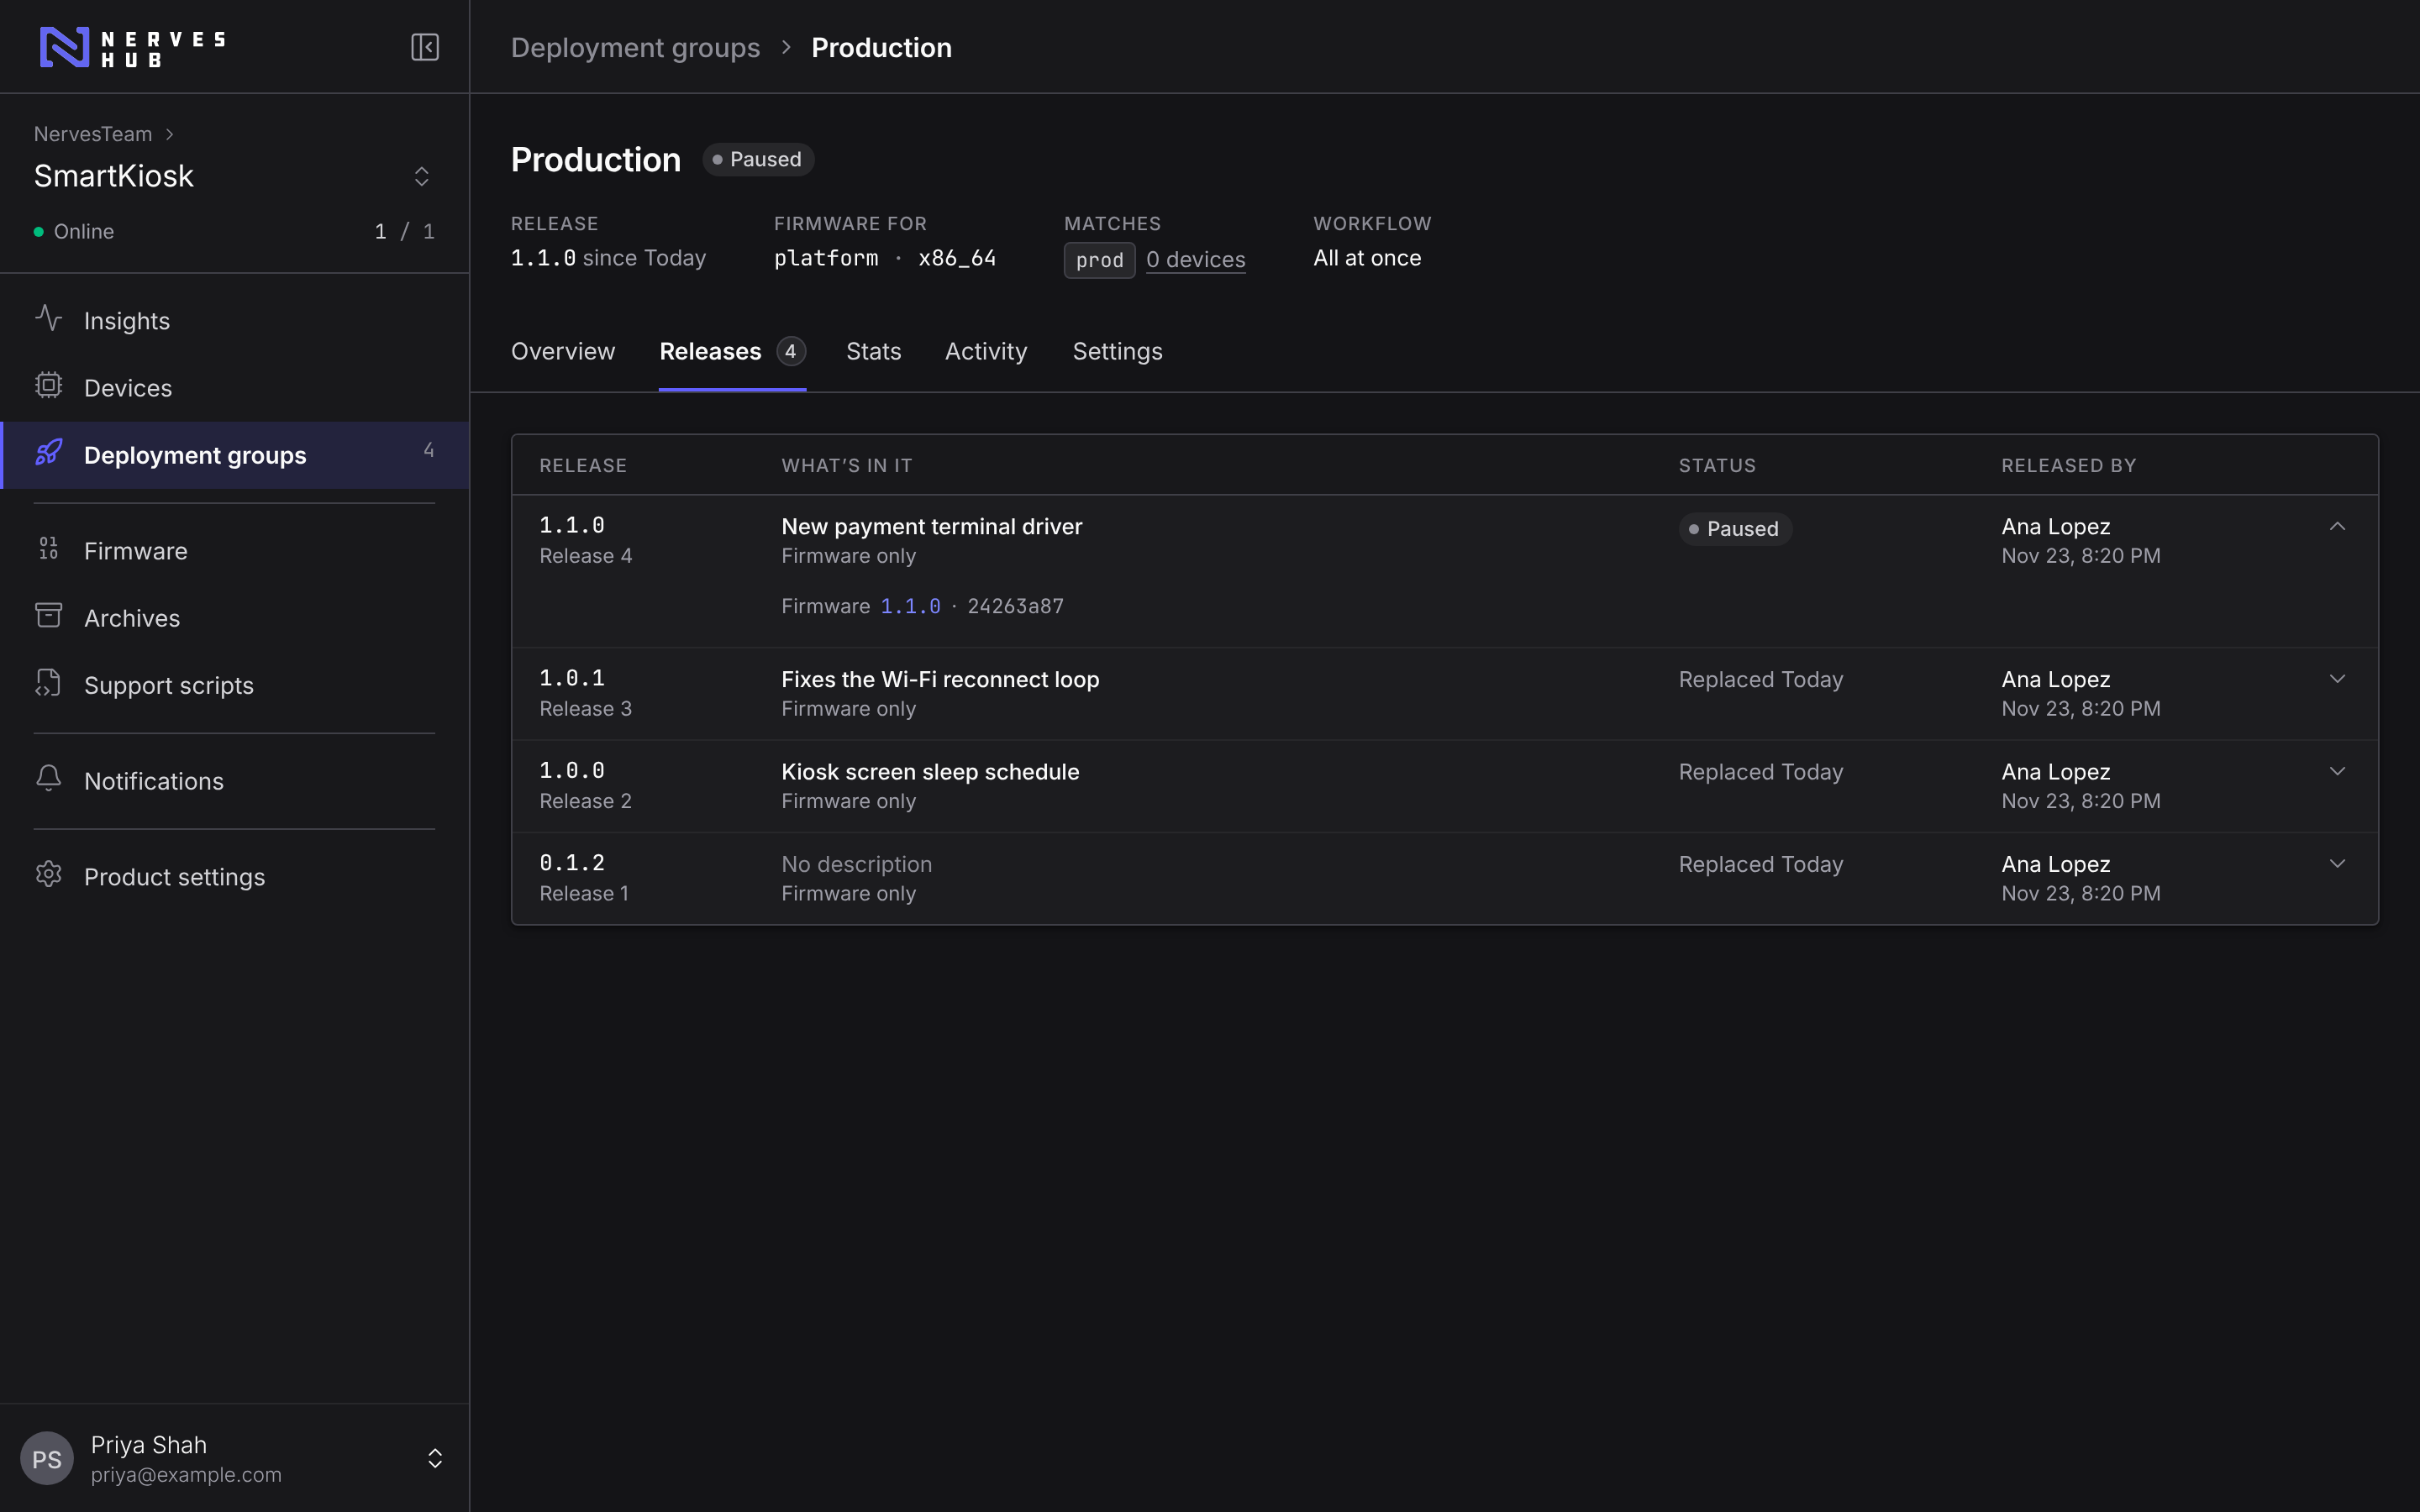 NERVES
HUB
Deployment groups > Production
NervesTeam >
SmartKiosk
Online 1 / 1
Insights
Devices
Deployment groups 4
Firmware
Archives
Support scripts
Notifications
Product settings
Priya Shah
PS
priya@example.com
Production Paused
RELEASE FIRMWARE FOR MATCHES WORKFLOW
1.1.0 since Today platform · x86_64 prod 0 devices All at once
Overview Releases 4 Stats Activity Settings
RELEASE WHAT’S IN IT STATUS RELEASED BY
1.1.0 New payment terminal driver Paused Ana Lopez
Release 4 Firmware only Nov 23, 8:20 PM
Firmware 1.1.0 · 24263a87
1.0.1 Fixes the Wi-Fi reconnect loop Replaced Today Ana Lopez
Release 3 Firmware only Nov 23, 8:20 PM
1.0.0 Kiosk screen sleep schedule Replaced Today Ana Lopez
Release 2 Firmware only Nov 23, 8:20 PM
0.1.2 No description Replaced Today Ana Lopez
Release 1 Firmware only Nov 23, 8:20 PM